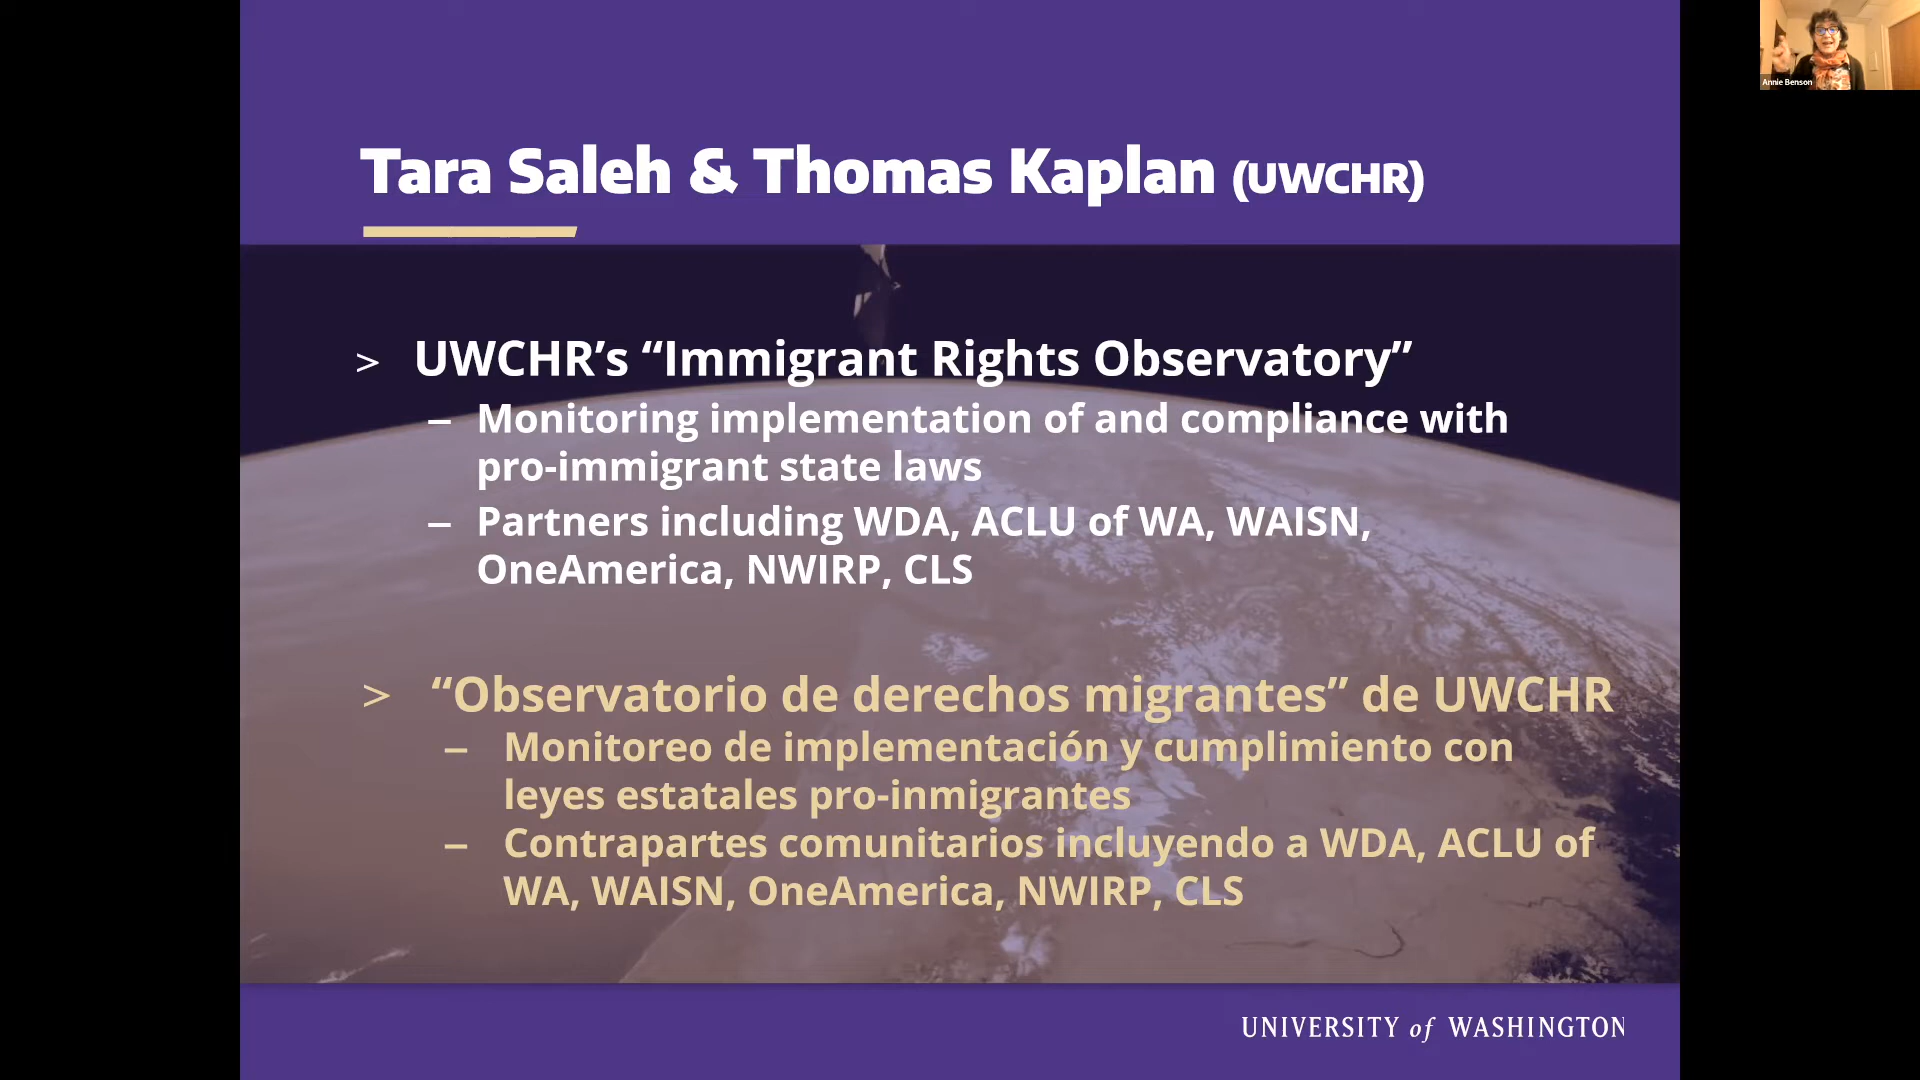 Annie Benson
Tara Saleh & Thomas Kaplan (UWCHR)
> UWCHR’s “Immigrant Rights Observatory”
– Monitoring implementation of and compliance with
pro-immigrant state laws
– Partners including WDA, ACLU of WA, WAISN,
OneAmerica, NWIRP, CLS
> “Observatorio de derechos migrantes” de UWCHR
– Monitoreo de implementación y cumplimiento con
leyes estatales pro-inmigrantes
– Contrapartes comunitarios incluyendo a WDA, ACLU of
WA, WAISN, OneAmerica, NWIRP, CLS
UNIVERSITY of WASHINGTON